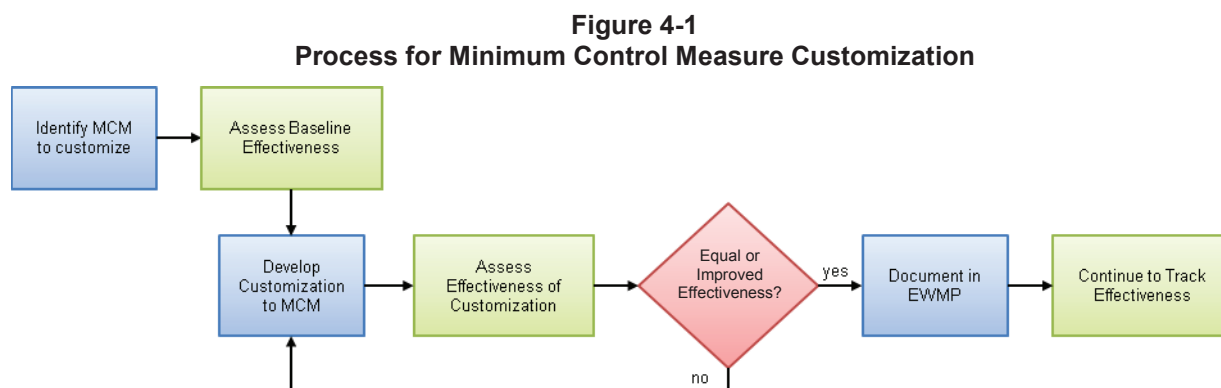 Figure 4-1
Process for Minimum Control Measure Customization
Identify MCM
to customize
Assess Baseline
Effectiveness
Develop
Customization
to MCM
Assess
Effectiveness of
Customization
Equal or
Improved
Effectiveness?
yes
Document in
EWMP
Continue to Track
Effectiveness
no